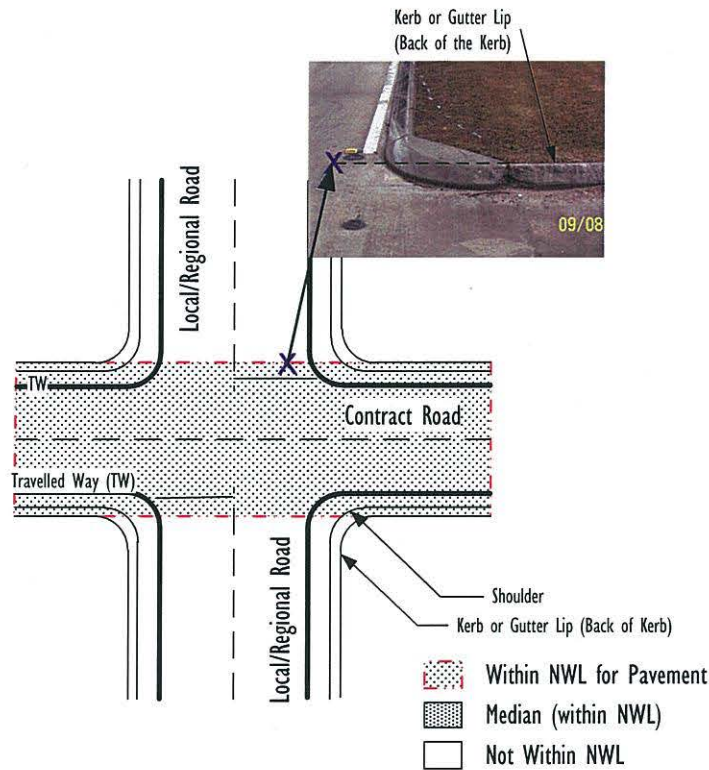 Kerb or Gutter Lip
(Back of the Kerb)
09/08
Local/Regional Road
TW
Contract Road
Travelled Way (TW)
Local/Regional Road
Shoulder
Kerb or Gutter Lip (Back of Kerb)
Within NWL for Pavement
Median (within NWL)
Not Within NWL